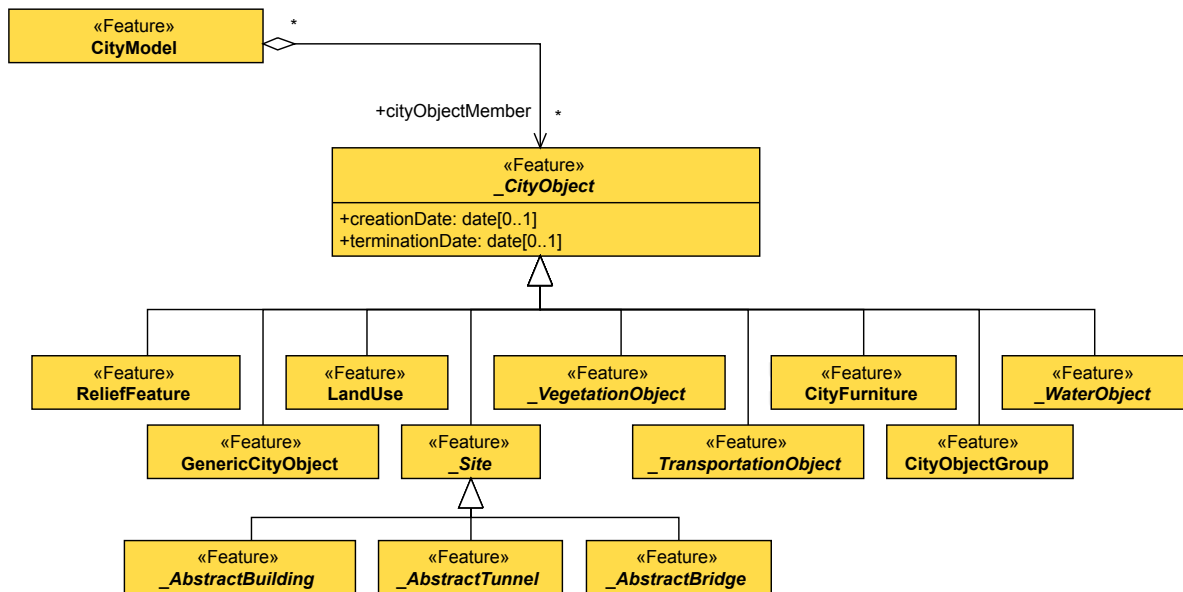 «Feature»
CityModel
*
+cityObjectMember
*
«Feature»
_CityObject
+creationDate: date[0..1]
+terminationDate: date[0..1]
«Feature»
ReliefFeature
«Feature»
LandUse
«Feature»
_VegetationObject
«Feature»
CityFurniture
«Feature»
_WaterObject
«Feature»
GenericCityObject
«Feature»
_Site
«Feature»
_TransportationObject
«Feature»
CityObjectGroup
«Feature»
_AbstractBuilding
«Feature»
_AbstractTunnel
«Feature»
_AbstractBridge